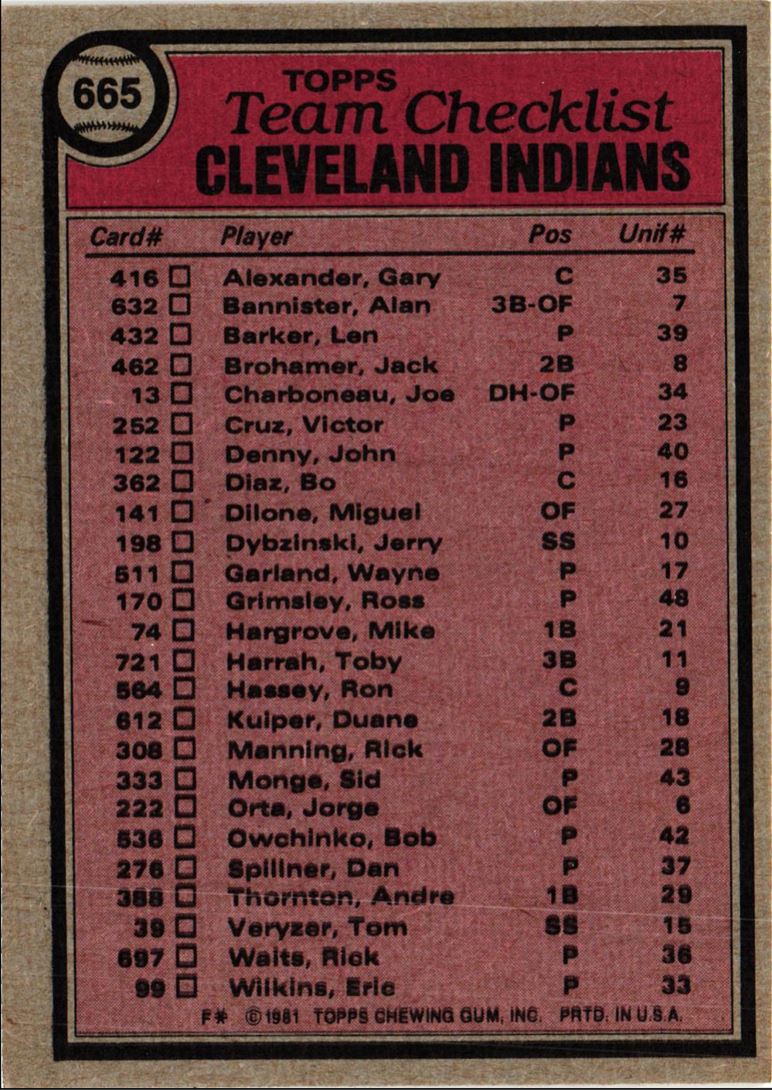 665
TOPPS
Team Checklist
CLEVELAND INDIANS
Card# Player Pos Unif#
416 Alexander, Gary C 35
632 Bannister, Alan 3B-OF 7
432 Barker, Len P 39
462 Brohamer, Jack 2B 8
13 Charboneau, Joe DH-OF 34
252 Cruz, Victor P 23
122 Denny, John P 40
362 Diaz, Bo C 16
141 Dilone, Miguel OF 27
198 Dybzinski, Jerry SS 10
511 Garland, Wayne P 17
170 Grimsley, Ross P 48
74 Hargrove, Mike 1B 21
721 Harrah, Toby 3B 11
564 Hassey, Ron C 9
612 Kuiper, Duane 2B 18
308 Manning, Rick OF 28
333 Monge, Sid P 43
222 Orta, Jorge OF 6
536 Owchinko, Bob P 42
276 Spillner, Dan P 37
388 Thornton, Andre 1B 29
39 Veryzer, Tom SS 15
697 Waits, Rick P 36
99 Wilkins, Eric P 33
F* © 1981 TOPPS CHEWING GUM, INC. PRTD. IN U.S.A.